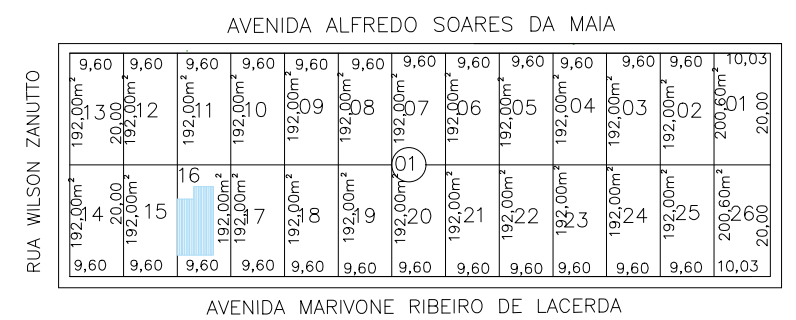 AVENIDA ALFREDO SOARES DA MAIA
RUA WILSON ZANUTTO
9,60 9,60 9,60 9,60 9,60 9,60 9,60 9,60 9,60 9,60 9,60 9,60 10,03
192,00m² 13 20,00 192,00m² 12 192,00m² 11 192,00m² 10 192,00m² 09 192,00m² 08 192,00m² 07 192,00m² 06 192,00m² 05 192,00m² 04 192,00m² 03 192,00m² 02 200,60m² 01 20,00
01
16
192,00m² 14 20,00 192,00m² 15 192,00m² 192,00m² 17 192,00m² 18 192,00m² 19 192,00m² 20 192,00m² 21 192,00m² 22 192,00m² 23 192,00m² 24 192,00m² 25 200,60m² 26 20,00
9,60 9,60 9,60 9,60 9,60 9,60 9,60 9,60 9,60 9,60 9,60 9,60 10,03
AVENIDA MARIVONE RIBEIRO DE LACERDA